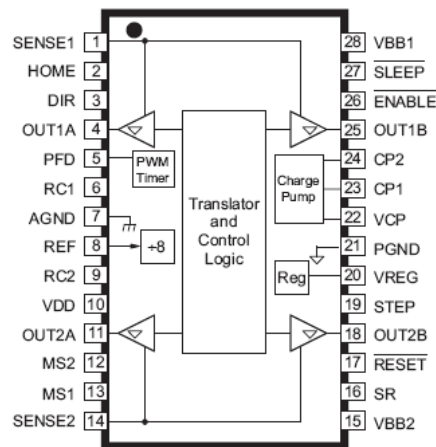 SENSE1 1 28 VBB1
HOME 2 27 SLEEP
DIR 3 26 ENABLE
OUT1A 4 25 OUT1B
PFD 5 PWM Timer 24 CP2
RC1 6 Charge Pump 23 CP1
AGND 7 Translator and Control Logic 22 VCP
REF 8 ÷8 21 PGND
RC2 9 Reg 20 VREG
VDD 10 19 STEP
OUT2A 11 18 OUT2B
MS2 12 17 RESET
MS1 13 16 SR
SENSE2 14 15 VBB2